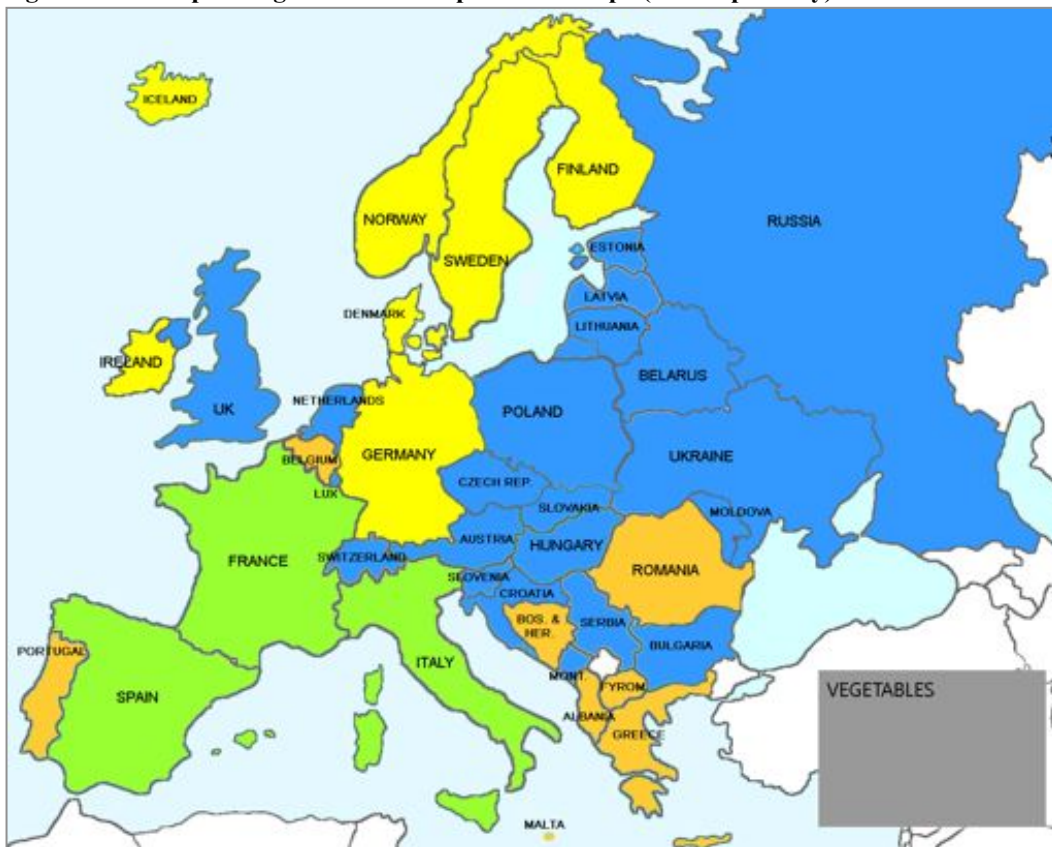 ICELAND
FINLAND
NORWAY
RUSSIA
SWEDEN
ESTONIA
LATVIA
DENMARK
LITHUANIA
IRELAND
BELARUS
NETHERLANDS
UK
POLAND
BELGIUM
GERMANY
UKRAINE
CZECH REP.
LUX
SLOVAKIA
MOLDOVA
AUSTRIA
HUNGARY
FRANCE
SWITZERLAND
ROMANIA
SLOVENIA
CROATIA
BOS. &
HER.
SERBIA
BULGARIA
PORTUGAL
ITALY
MONT.
SPAIN
FYROM
VEGETABLES
ALBANIA
GREECE
MALTA